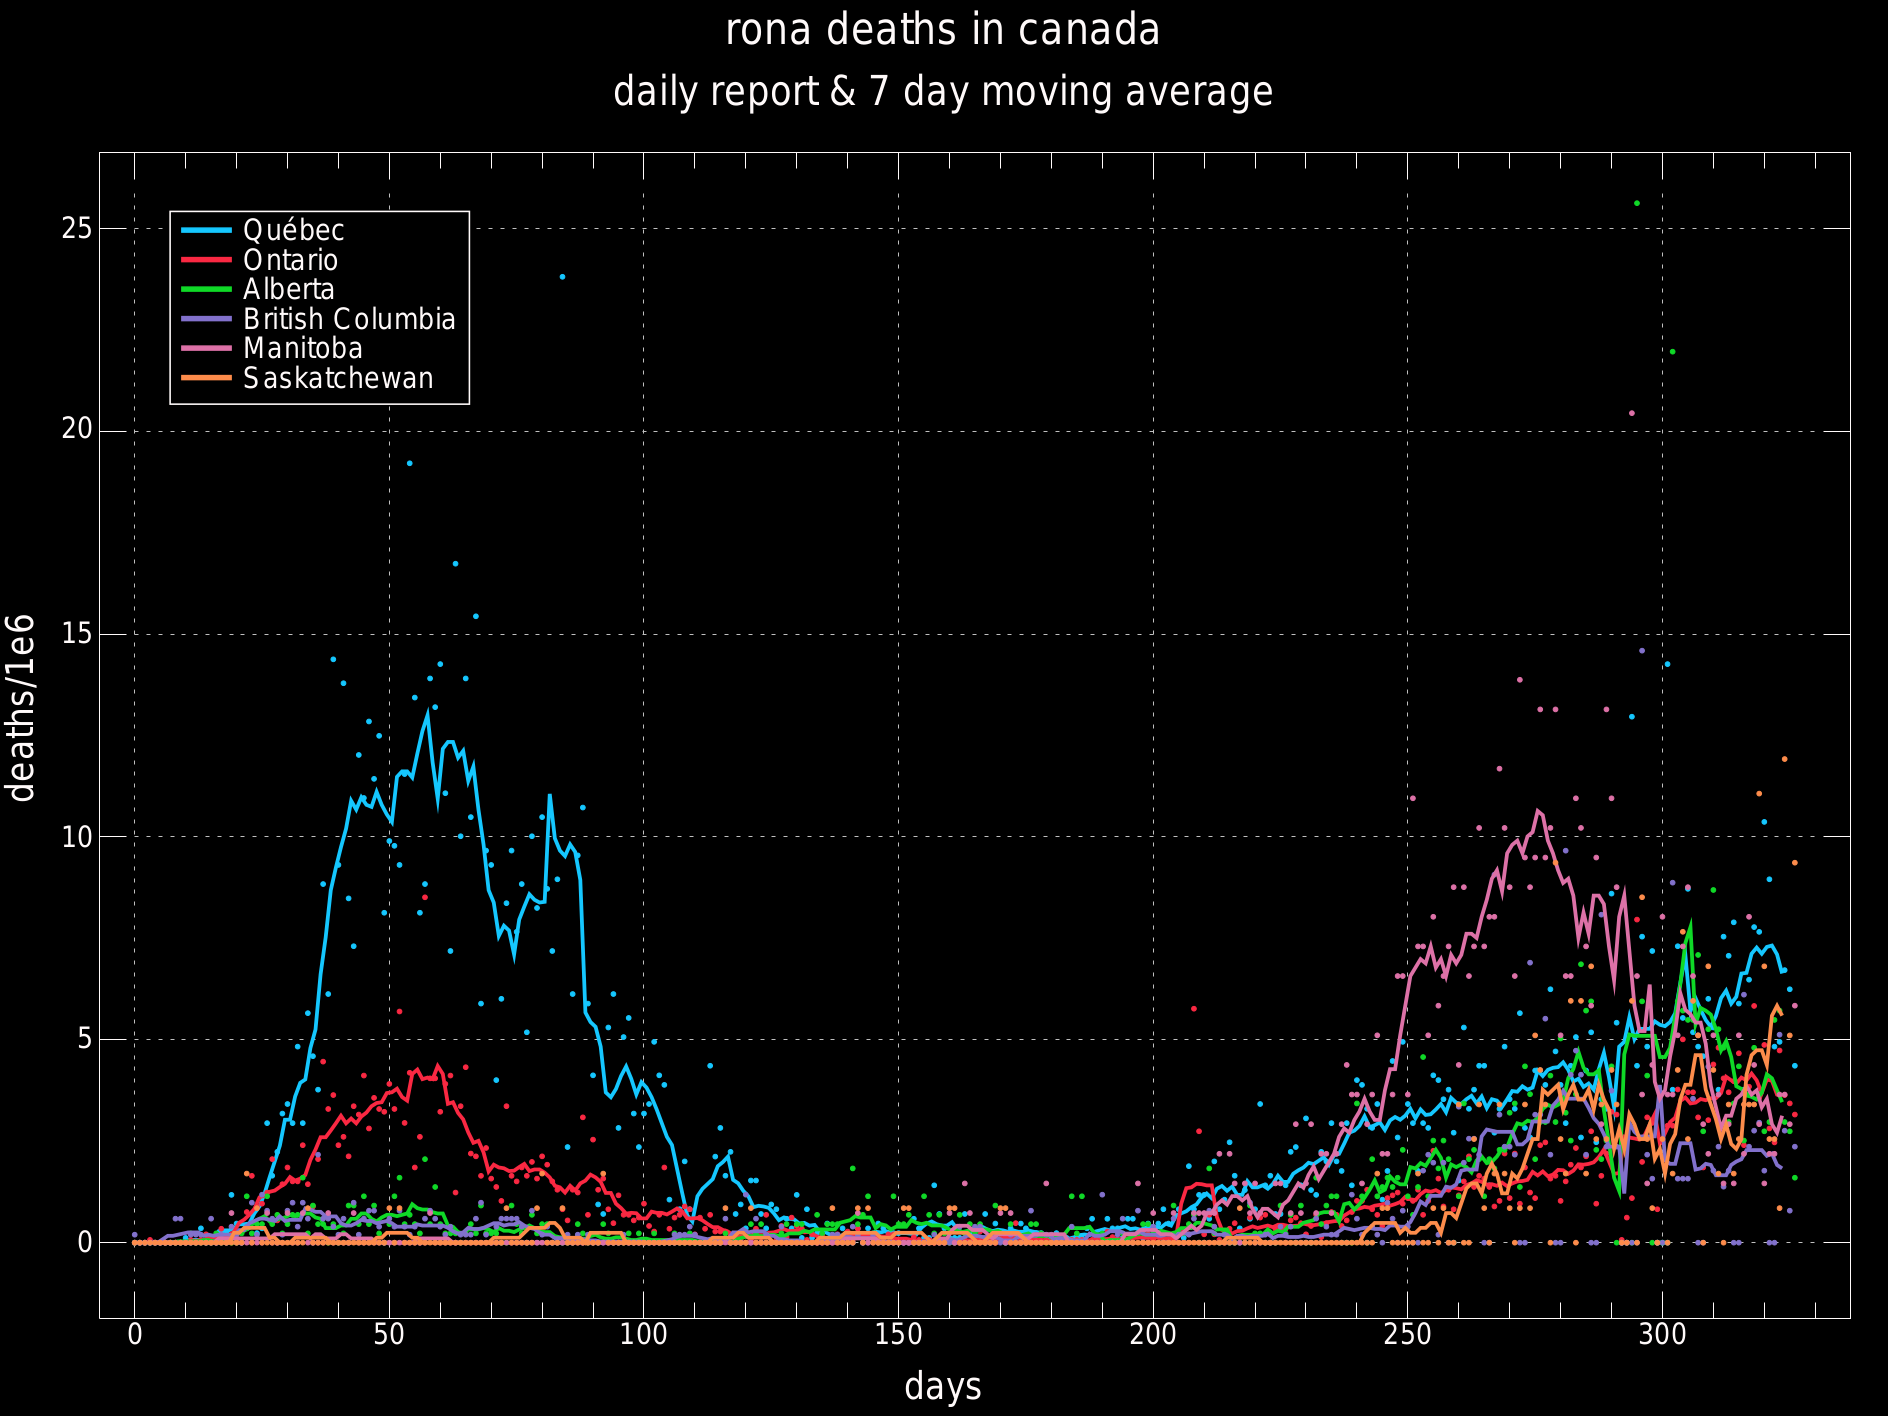 rona deaths in canada
daily report & 7 day moving average
Québec
Ontario
Alberta
British Columbia
Manitoba
Saskatchewan
deaths/1e6
25
20
15
10
5
0
0 50 100 150 200 250 300
days